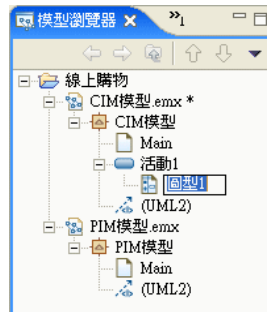 模型瀏覽器
»1
線上購物
CIM模型.emx *
CIM模型
Main
活動1
圖型1
(UML2)
PIM模型.emx
PIM模型
Main
(UML2)